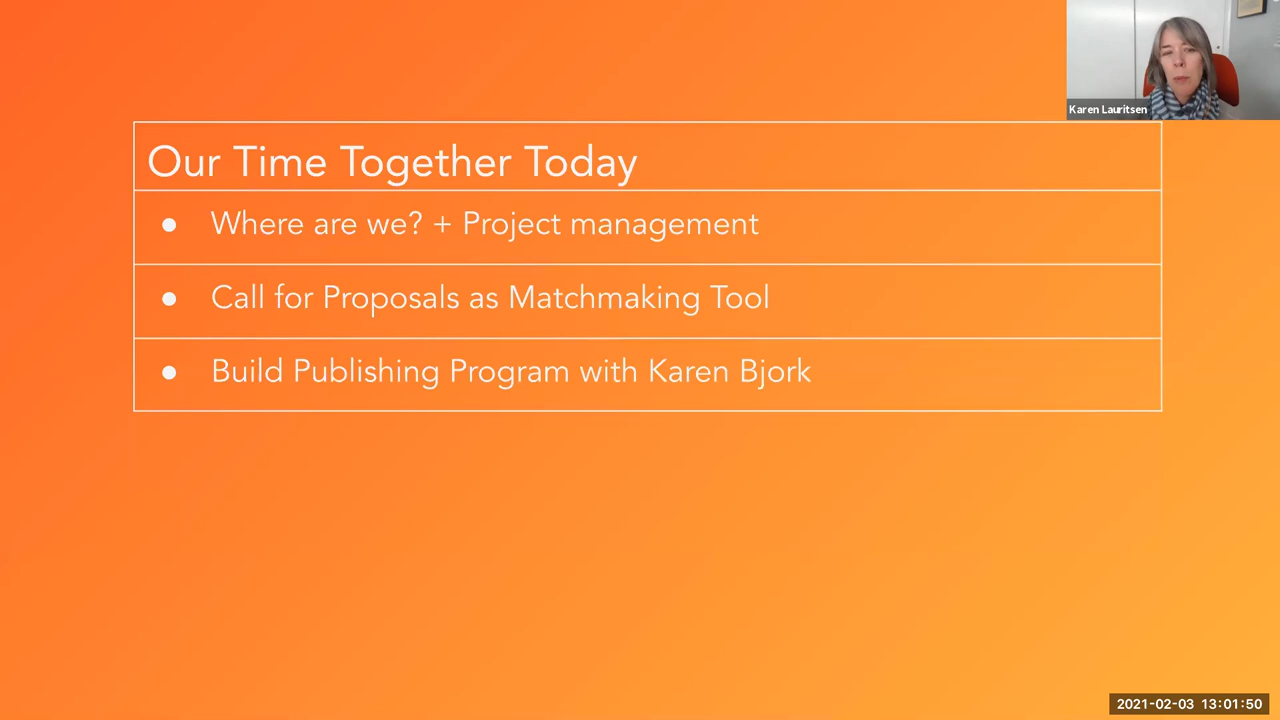 Karen Lauritsen
Our Time Together Today
● Where are we? + Project management
● Call for Proposals as Matchmaking Tool
● Build Publishing Program with Karen Bjork
2021-02-03 13:01:50